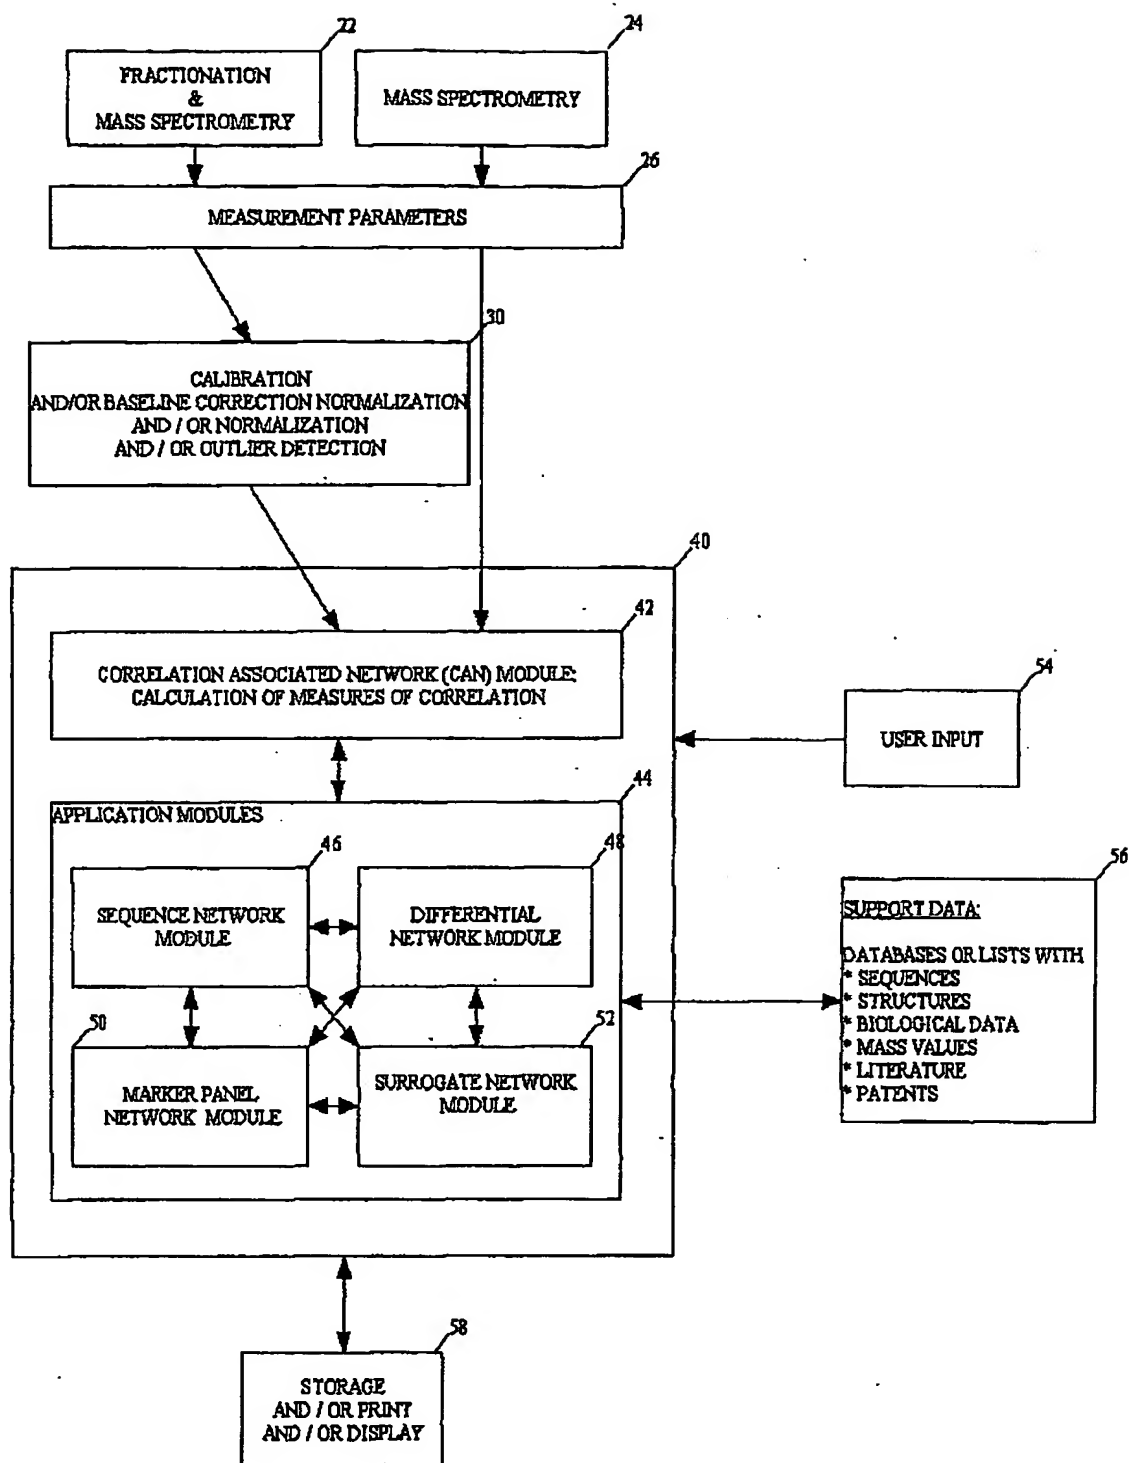 22
FRACTIONATION
&
MASS SPECTROMETRY
24
MASS SPECTROMETRY
26
MEASUREMENT PARAMETERS
30
CALIBRATION
AND/OR BASELINE CORRECTION NORMALIZATION
AND / OR NORMALIZATION
AND / OR OUTLIER DETECTION
40
42
CORRELATION ASSOCIATED NETWORK (CAN) MODULE:
CALCULATION OF MEASURES OF CORRELATION
54
USER INPUT
44
APPLICATION MODULES
46
SEQUENCE NETWORK
MODULE
48
DIFFERENTIAL
NETWORK MODULE
50
MARKER PANEL
NETWORK MODULE
52
SURROGATE NETWORK
MODULE
56
SUPPORT DATA:
DATABASES OR LISTS WITH
* SEQUENCES
* STRUCTURES
* BIOLOGICAL DATA
* MASS VALUES
* LITERATURE
* PATENTS
58
STORAGE
AND / OR PRINT
AND / OR DISPLAY